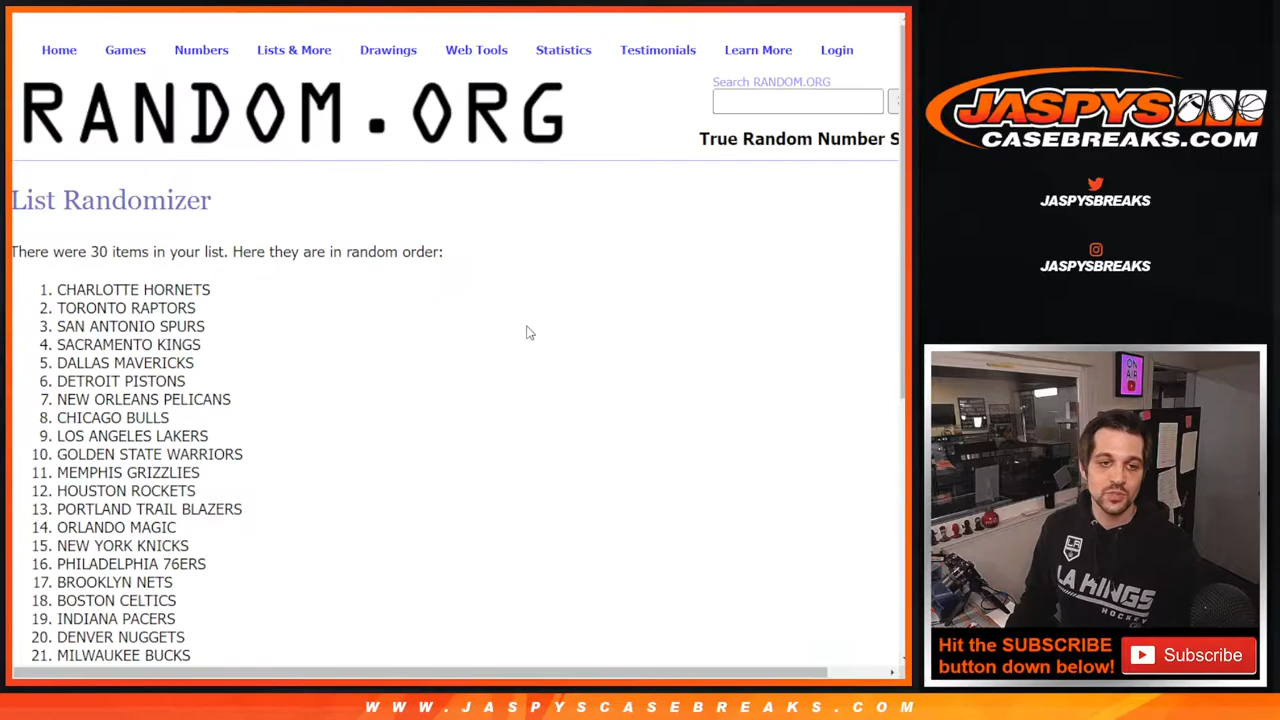 Home Games Numbers Lists & More Drawings Web Tools Statistics Testimonials Learn More Login
RANDOM.ORG
Search RANDOM.ORG
True Random Number S
List Randomizer
There were 30 items in your list. Here they are in random order:
1. CHARLOTTE HORNETS
2. TORONTO RAPTORS
3. SAN ANTONIO SPURS
4. SACRAMENTO KINGS
5. DALLAS MAVERICKS
6. DETROIT PISTONS
7. NEW ORLEANS PELICANS
8. CHICAGO BULLS
9. LOS ANGELES LAKERS
10. GOLDEN STATE WARRIORS
11. MEMPHIS GRIZZLIES
12. HOUSTON ROCKETS
13. PORTLAND TRAIL BLAZERS
14. ORLANDO MAGIC
15. NEW YORK KNICKS
16. PHILADELPHIA 76ERS
17. BROOKLYN NETS
18. BOSTON CELTICS
19. INDIANA PACERS
20. DENVER NUGGETS
21. MILWAUKEE BUCKS
JASPYS
CASEBREAKS.COM
JASPYSBREAKS
JASPYSBREAKS
ON
AIR
LA KINGS
HOCKEY
Hit the SUBSCRIBE
button down below!
Subscribe
WWW.JASPYSCASEBREAKS.COM